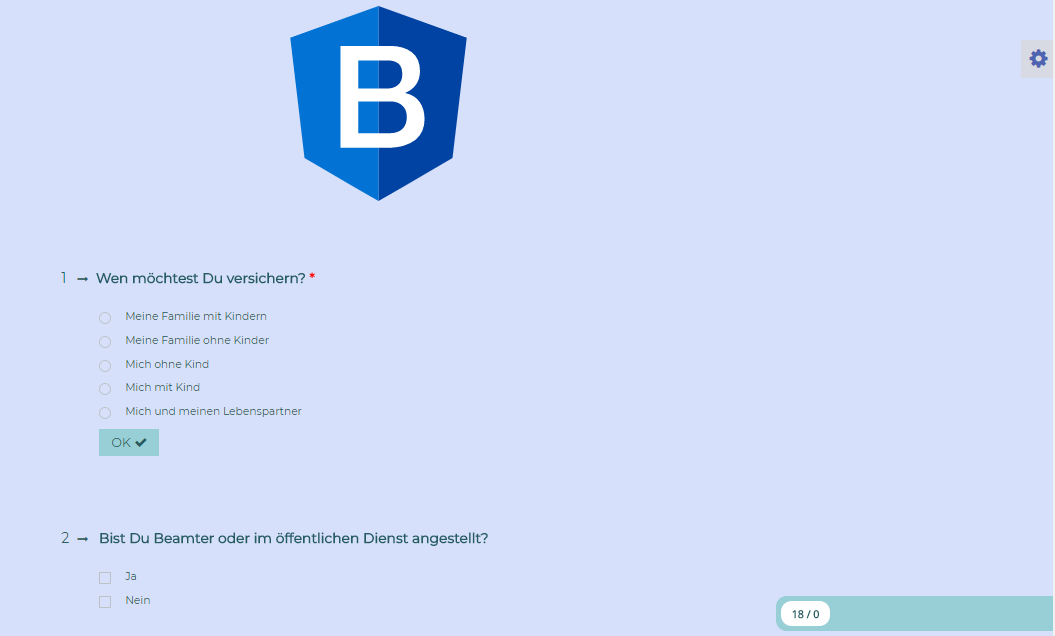 B
1 → Wen möchtest Du versichern? *
Meine Familie mit Kindern
Meine Familie ohne Kinder
Mich ohne Kind
Mich mit Kind
Mich und meinen Lebenspartner
OK ✔
2 → Bist Du Beamter oder im öffentlichen Dienst angestellt?
Ja
Nein
18 / 0